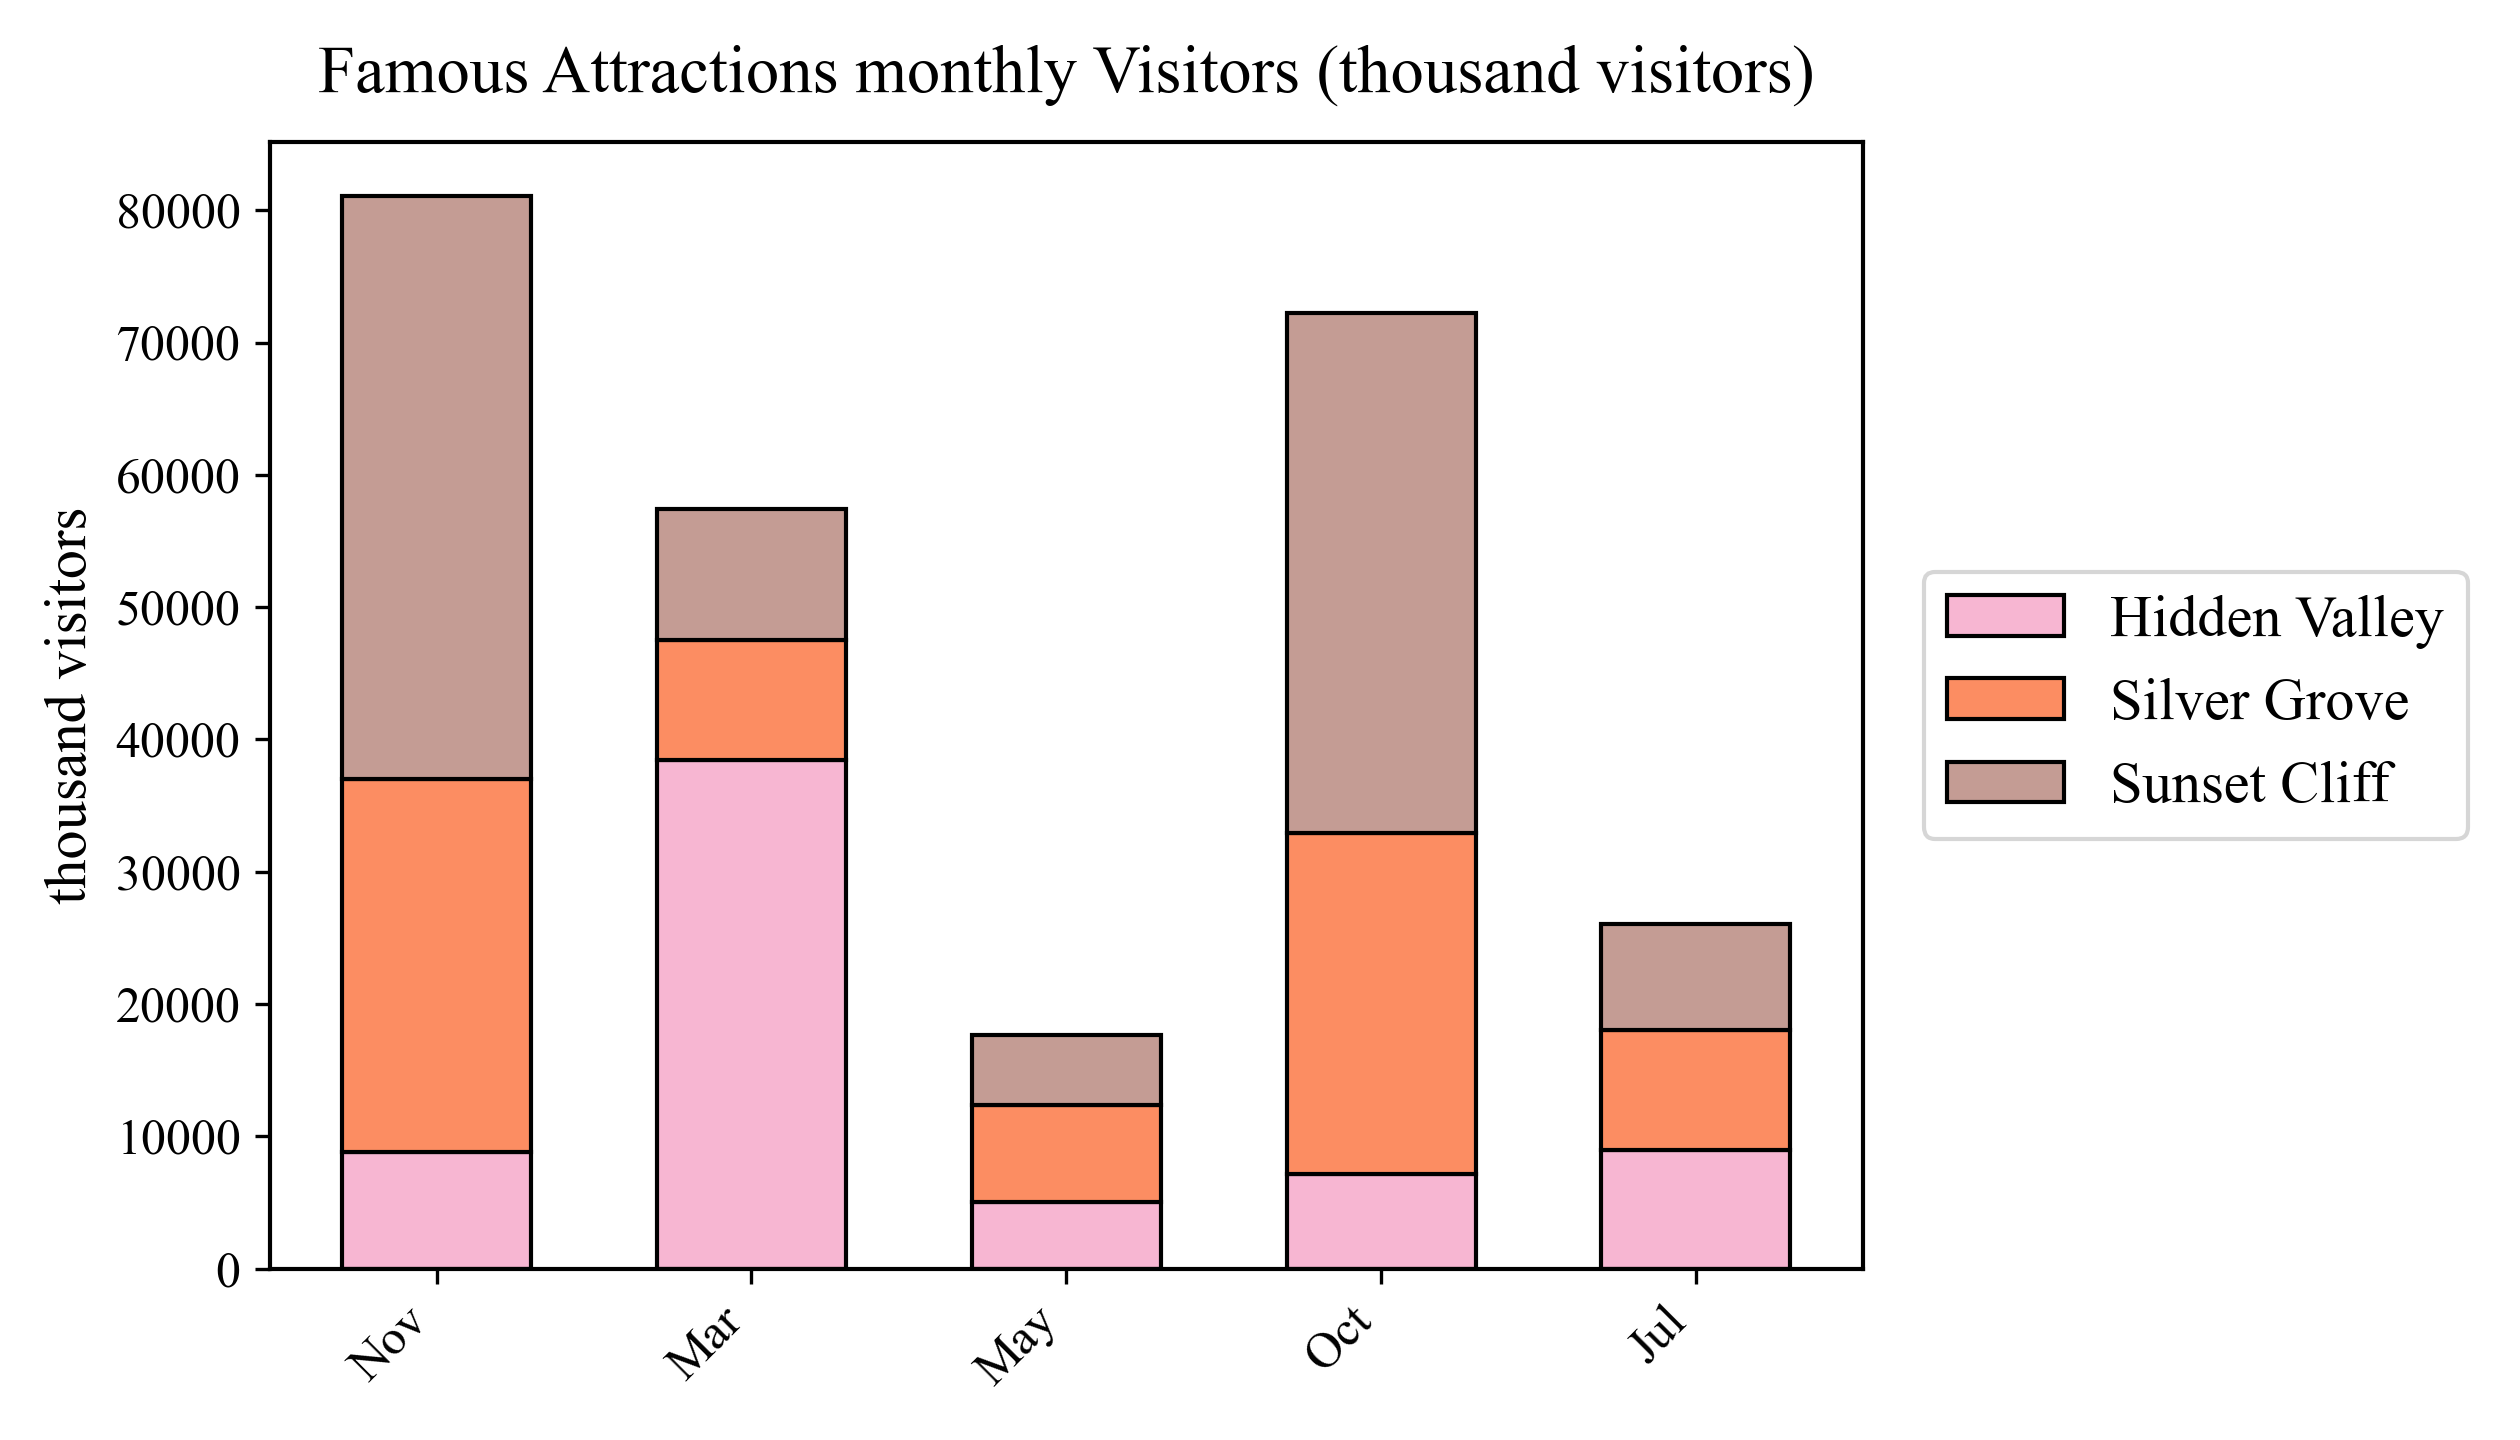 Famous Attractions monthly Visitors (thousand visitors)
thousand visitors
80000
70000
60000
50000
40000
30000
20000
10000
0
Nov
Mar
May
Oct
Jul
Hidden Valley
Silver Grove
Sunset Cliff